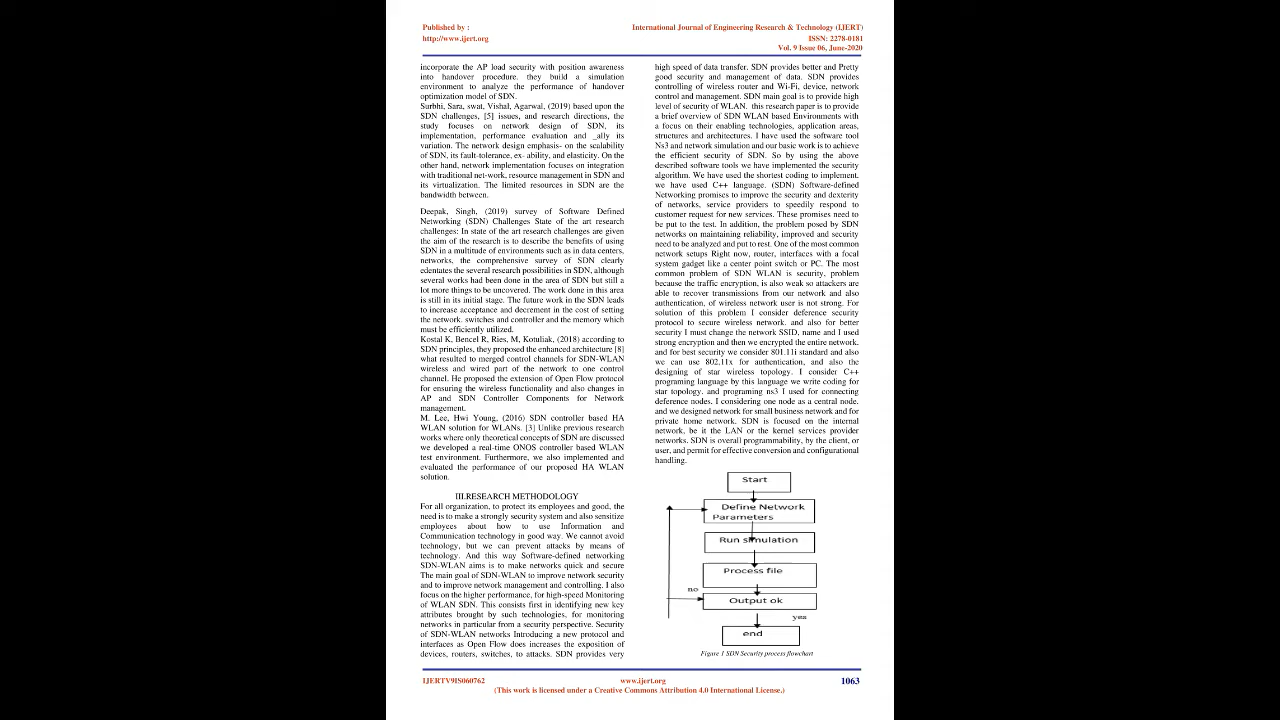 Published by :
http://www.ijert.org
International Journal of Engineering Research & Technology (IJERT)
ISSN: 2278-0181
Vol. 9 Issue 06, June-2020
incorporate the AP load security with position awareness
into handover procedure. they build a simulation
environment to analyze the performance of handover
optimization model of SDN.
Surbhi, Sara, swat, Vishal, Agarwal, (2019) based upon the
SDN challenges, [5] issues, and research directions, the
study focuses on network design of SDN, its
implementation, performance evaluation and _ally its
variation. The network design emphasis- on the scalability
of SDN, its fault-tolerance, ex- ability, and elasticity. On the
other hand, network implementation focuses on integration
with traditional net-work, resource management in SDN and
its virtualization. The limited resources in SDN are the
bandwidth between.
Deepak, Singh, (2019) survey of Software Defined
Networking (SDN) Challenges State of the art research
challenges: In state of the art research challenges are given
the aim of the research is to describe the benefits of using
SDN in a multitude of environments such as in data centers,
networks, the comprehensive survey of SDN clearly
edentates the several research possibilities in SDN, although
several works had been done in the area of SDN but still a
lot more things to be uncovered. The work done in this area
is still in its initial stage. The future work in the SDN leads
to increase acceptance and decrement in the cost of setting
the network. switches and controller and the memory which
must be efficiently utilized.
Kostal K, Bencel R, Ries, M, Kotuliak, (2018) according to
SDN principles, they proposed the enhanced architecture [8]
what resulted to merged control channels for SDN-WLAN
wireless and wired part of the network to one control
channel. He proposed the extension of Open Flow protocol
for ensuring the wireless functionality and also changes in
AP and SDN Controller Components for Network
management.
M. Lee, Hwi Young, (2016) SDN controller based HA
WLAN solution for WLANs. [3] Unlike previous research
works where only theoretical concepts of SDN are discussed
we developed a real-time ONOS controller based WLAN
test environment. Furthermore, we also implemented and
evaluated the performance of our proposed HA WLAN
solution.
III.RESEARCH METHODOLOGY
For all organization, to protect its employees and good, the
need is to make a strongly security system and also sensitize
employees about how to use Information and
Communication technology in good way. We cannot avoid
technology, but we can prevent attacks by means of
technology. And this way Software-defined networking
SDN-WLAN aims is to make networks quick and secure
The main goal of SDN-WLAN to improve network security
and to improve network management and controlling. I also
focus on the higher performance, for high-speed Monitoring
of WLAN SDN. This consists first in identifying new key
attributes brought by such technologies, for monitoring
networks in particular from a security perspective. Security
of SDN-WLAN networks Introducing a new protocol and
interfaces as Open Flow does increases the exposition of
devices, routers, switches, to attacks. SDN provides very
high speed of data transfer. SDN provides better and Pretty
good security and management of data. SDN provides
controlling of wireless router and Wi-Fi, device, network
control and management. SDN main goal is to provide high
level of security of WLAN. this research paper is to provide
a brief overview of SDN WLAN based Environments with
a focus on their enabling technologies, application areas,
structures and architectures. I have used the software tool
Ns3 and network simulation and our basic work is to achieve
the efficient security of SDN. So by using the above
described software tools we have implemented the security
algorithm. We have used the shortest coding to implement.
we have used C++ language. (SDN) Software-defined
Networking promises to improve the security and dexterity
of networks, service providers to speedily respond to
customer request for new services. These promises need to
be put to the test. In addition, the problem posed by SDN
networks on maintaining reliability, improved and security
need to be analyzed and put to rest. One of the most common
network setups Right now, router, interfaces with a focal
system gadget like a center point switch or PC. The most
common problem of SDN WLAN is security, problem
because the traffic encryption, is also weak so attackers are
able to recover transmissions from our network and also
authentication, of wireless network user is not strong. For
solution of this problem I consider deference security
protocol to secure wireless network. and also for better
security I must change the network SSID, name and I used
strong encryption and then we encrypted the entire network.
and for best security we consider 801.11i standard and also
we can use 802.11x for authentication, and also the
designing of star wireless topology. I consider C++
programing language by this language we write coding for
star topology. and programing ns3 I used for connecting
deference nodes. I considering one node as a central node.
and we designed network for small business network and for
private home network. SDN is focused on the internal
network, be it the LAN or the kernel services provider
networks. SDN is overall programmability, by the client, or
user, and permit for effective conversion and configurational
handling.
Start
Define Network
Parameters
Run simulation
Process file
no
Output ok
yes
end
Figure 1 SDN Security process flowchart
IJERTV9IS060762
www.ijert.org
1063
(This work is licensed under a Creative Commons Attribution 4.0 International License.)